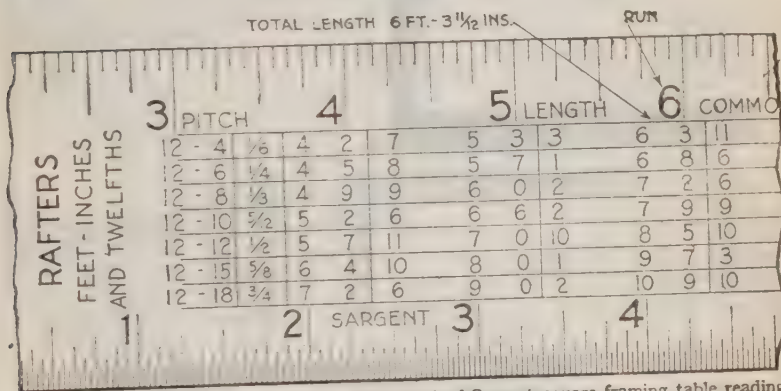 TOTAL LENGTH 6 FT.-3 11/12 INS.
RUN
3 4 5 6
PITCH LENGTH COMMO
12 - 4 1/6 4 2 7 5 3 3 6 3 11
12 - 6 1/4 4 5 8 5 7 1 6 8 6
12 - 8 1/3 4 9 9 6 0 2 7 2 6
12 - 10 5/12 5 2 6 6 6 2 7 9 9
12 - 12 1/2 5 7 11 7 0 10 8 5 10
12 - 15 5/8 6 4 10 8 0 1 9 7 3
12 - 18 3/4 7 2 6 9 0 2 10 9 10
RAFTERS
FEET-INCHES
AND TWELFTHS
1 2 SARGENT 3 4
framing table reading